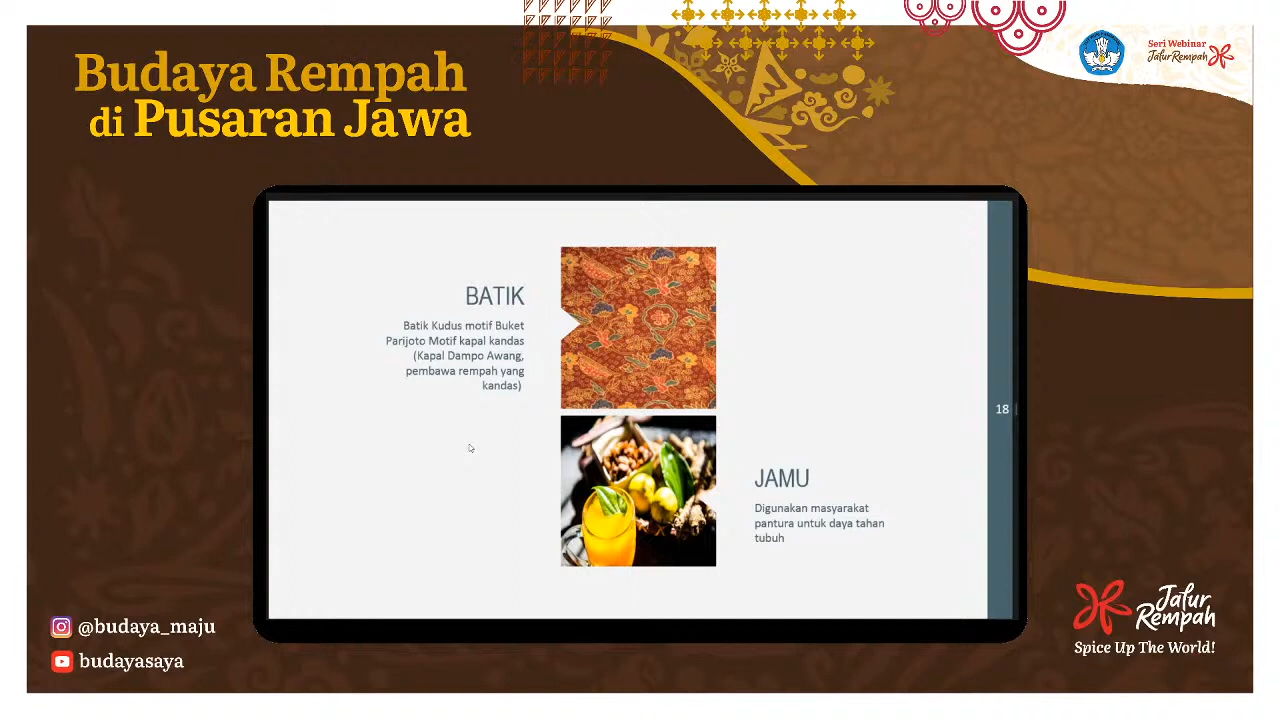 Budaya Rempah
di Pusaran Jawa
Seri Webinar
Jalur Rempah
BATIK
Batik Kudus motif Buket
Parijoto Motif kapal kandas
(Kapal Dampo Awang,
pembawa rempah yang
kandas)
18
JAMU
Digunakan masyarakat
pantura untuk daya tahan
tubuh
@budaya_maju
budayasaya
Jalur
Rempah
Spice Up The World!